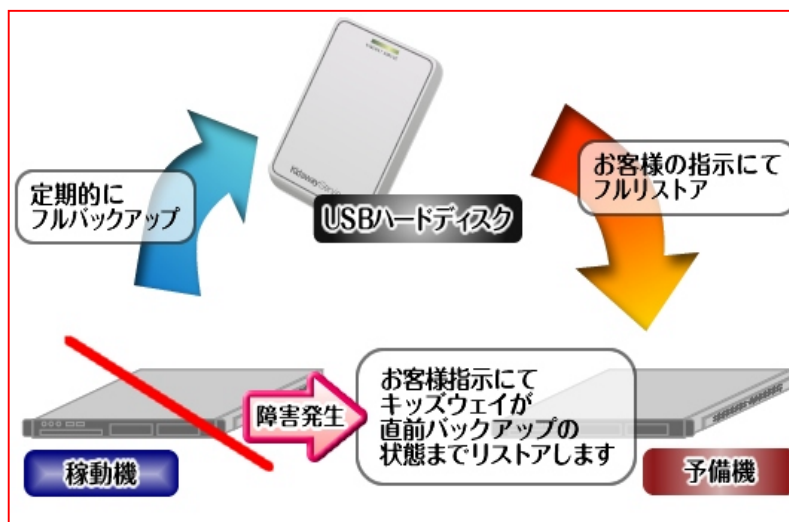 定期的に
フルバックアップ
USBハードディスク
お客様の指示にて
フルリストア
障害発生
お客様指示にて
キッズウェイが
直前バックアップの
状態までリストアします
稼動機
予備機